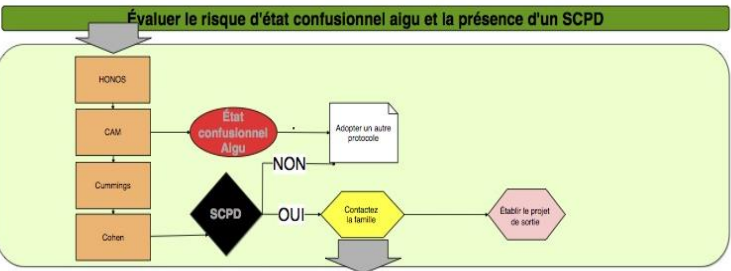 Évaluer le risque d'état confusionnel aigu et la présence d'un SCPD
HONOS
CAM
État
confusionnel
Aigu
Adopter un autre
protocole
NON
Cummings
SCPD
OUI
Contactez
la famille
Établir le projet
de sortie
Cohen